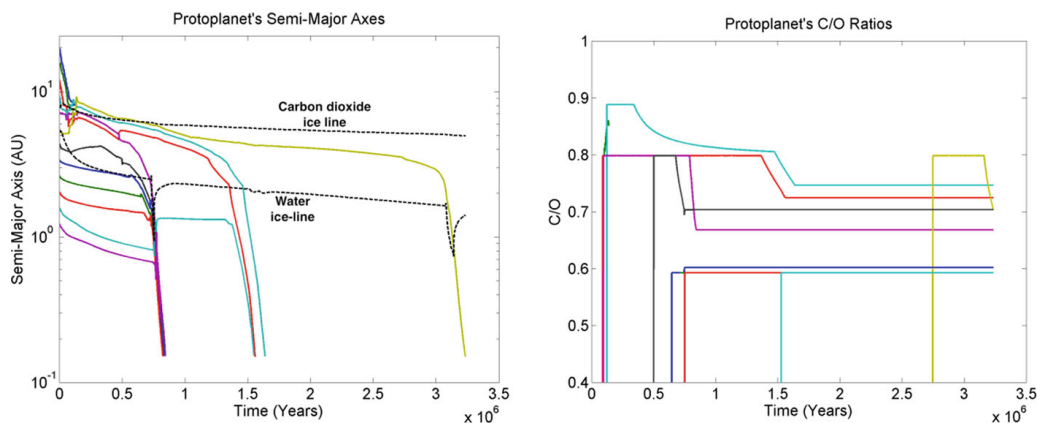 Protoplanet's Semi-Major Axes
Semi-Major Axis (AU)
10^1
10^0
10^-1
Carbon dioxide
ice line
Water
ice-line
0 0.5 1 1.5 2 2.5 3 3.5
Time (Years)
x 10^6
Protoplanet's C/O Ratios
C/O
1
0.9
0.8
0.7
0.6
0.5
0.4
0 0.5 1 1.5 2 2.5 3 3.5
Time (Years)
x 10^6